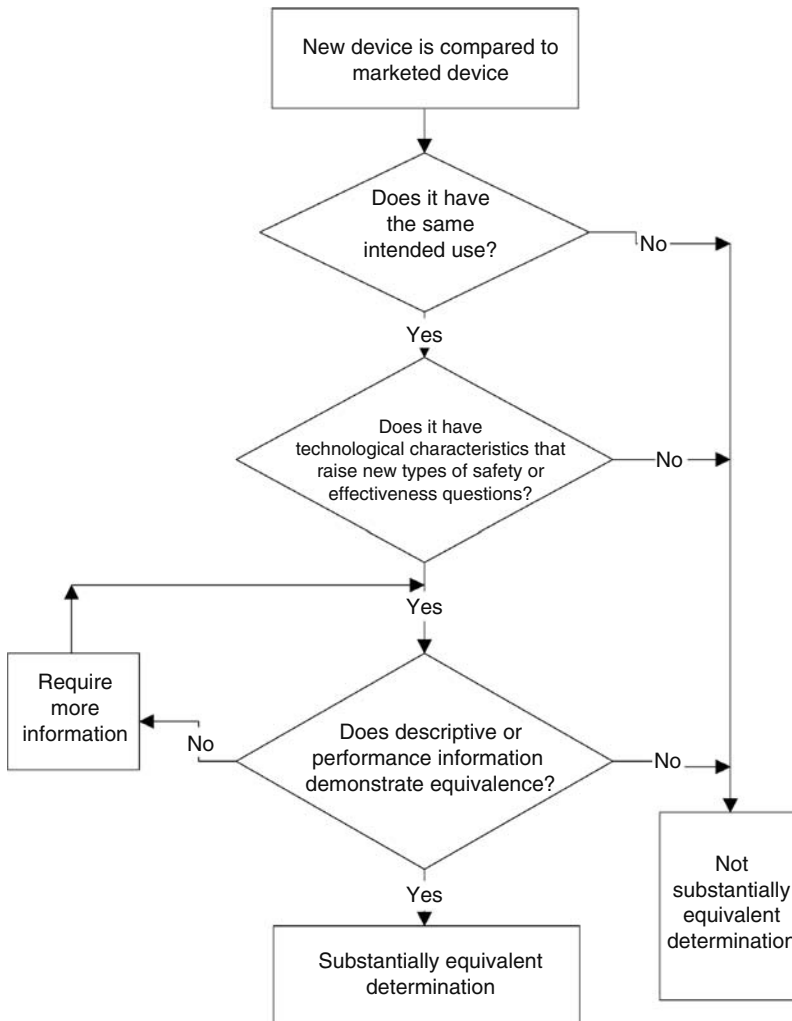 New device is compared to
marketed device
Does it have
the same
intended use?
No
Yes
Does it have
technological characteristics that
raise new types of safety or
effectiveness questions?
No
Yes
Require
more
information
No
Does descriptive or
performance information
demonstrate equivalence?
No
Yes
Not
substantially
equivalent
determination
Substantially equivalent
determination